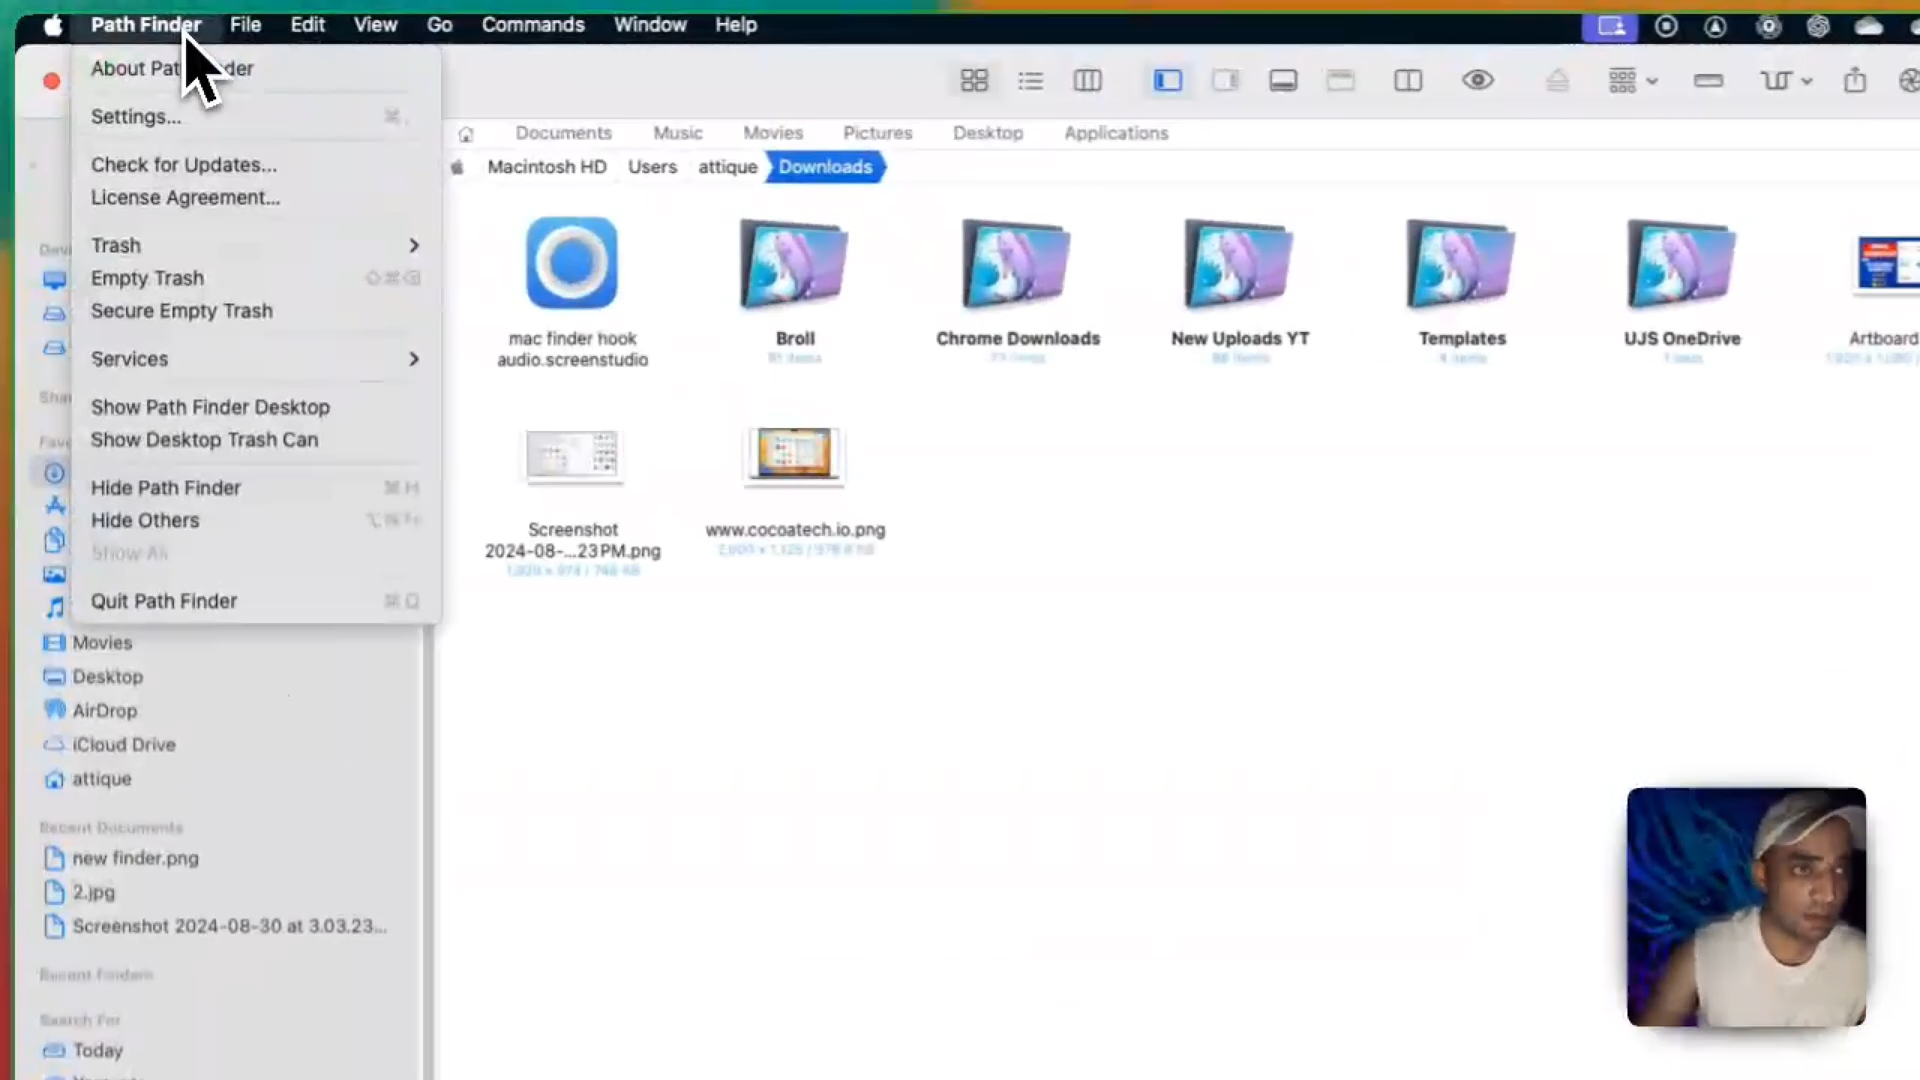 Path Finder File Edit View Go Commands Window Help
About Pat der
Settings...
Check for Updates...
License Agreement...
Trash
Empty Trash
Secure Empty Trash
Services
Show Path Finder Desktop
Show Desktop Trash Can
Hide Path Finder ⌘H
Hide Others
Show All
Quit Path Finder ⌘Q
Movies
Desktop
AirDrop
iCloud Drive
attique
Recent Documents
new finder.png
2.jpg
Screenshot 2024-08-30 at 3.03.23...
Recent Folders
Search For
Today
Documents Music Movies Pictures Desktop Applications
Macintosh HD Users attique Downloads
mac finder hook
audio.screenstudio
Broll
Chrome Downloads
New Uploads YT
Templates
UJS OneDrive
Artboard
Screenshot
2024-08-...23PM.png
www.cocoatech.io.png